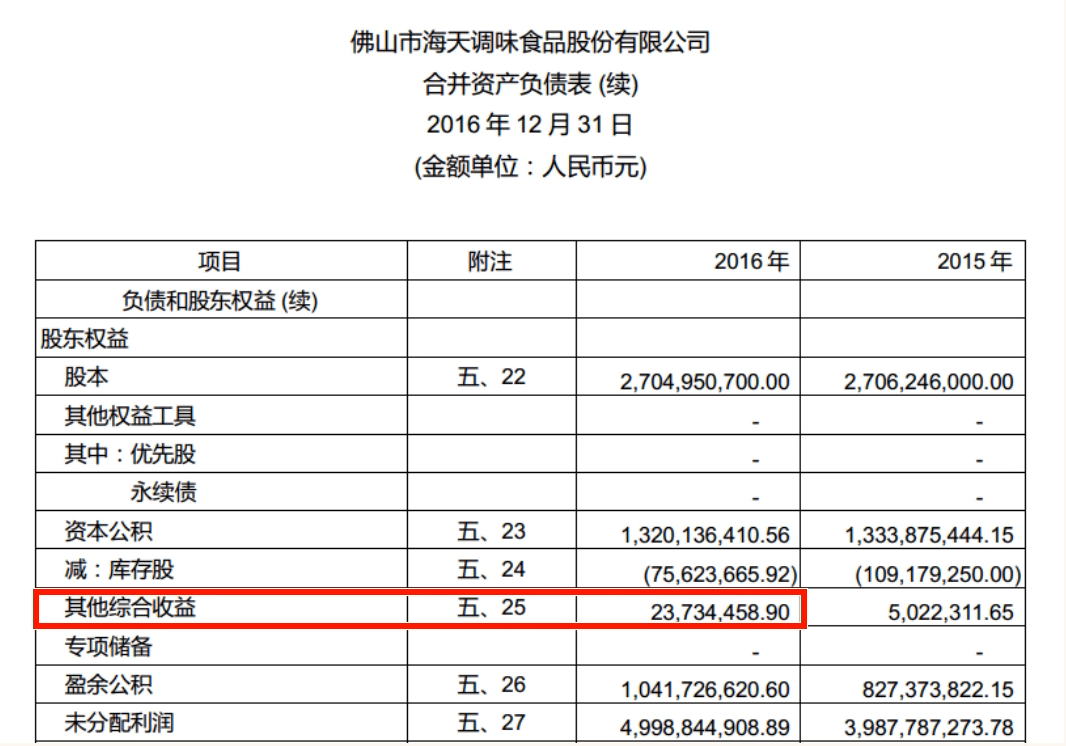 佛山市海天调味食品股份有限公司
合并资产负债表 (续)
2016 年 12 月 31 日
(金额单位：人民币元)
项目 附注 2016 年 2015 年
负债和股东权益 (续)
股东权益
股本 五、22 2,704,950,700.00 2,706,246,000.00
其他权益工具 - -
其中：优先股 - -
永续债 - -
资本公积 五、23 1,320,136,410.56 1,333,875,444.15
减：库存股 五、24 (75,623,665.92) (109,179,250.00)
其他综合收益 五、25 23,734,458.90 5,022,311.65
专项储备 - -
盈余公积 五、26 1,041,726,620.60 827,373,822.15
未分配利润 五、27 4,998,844,908.89 3,987,787,273.78